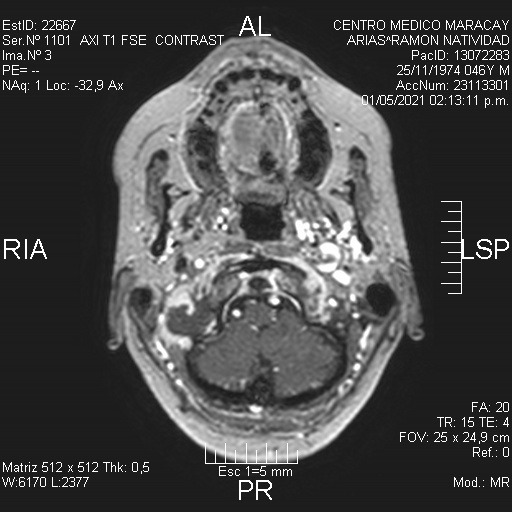 EstID: 22667
Ser.Nº 1101 AXI T1 FSE CONTRAST
Ima.Nº 3
PE= --
NAq: 1 Loc: -32,9 Ax
AL
CENTRO MEDICO MARACAY
ARIAS^RAMON NATIVIDAD
PacID: 13072283
25/11/1974 046Y M
AccNum: 23113301
01/05/2021 02:13:11 p.m.
RIA
LSP
FA: 20
TR: 15 TE: 4
FOV: 25 x 24,9 cm
Ref.: 0
Matriz 512 x 512 Thk: 0,5
W:6170 L:2377
Esc 1=5 mm
PR
Mod.: MR